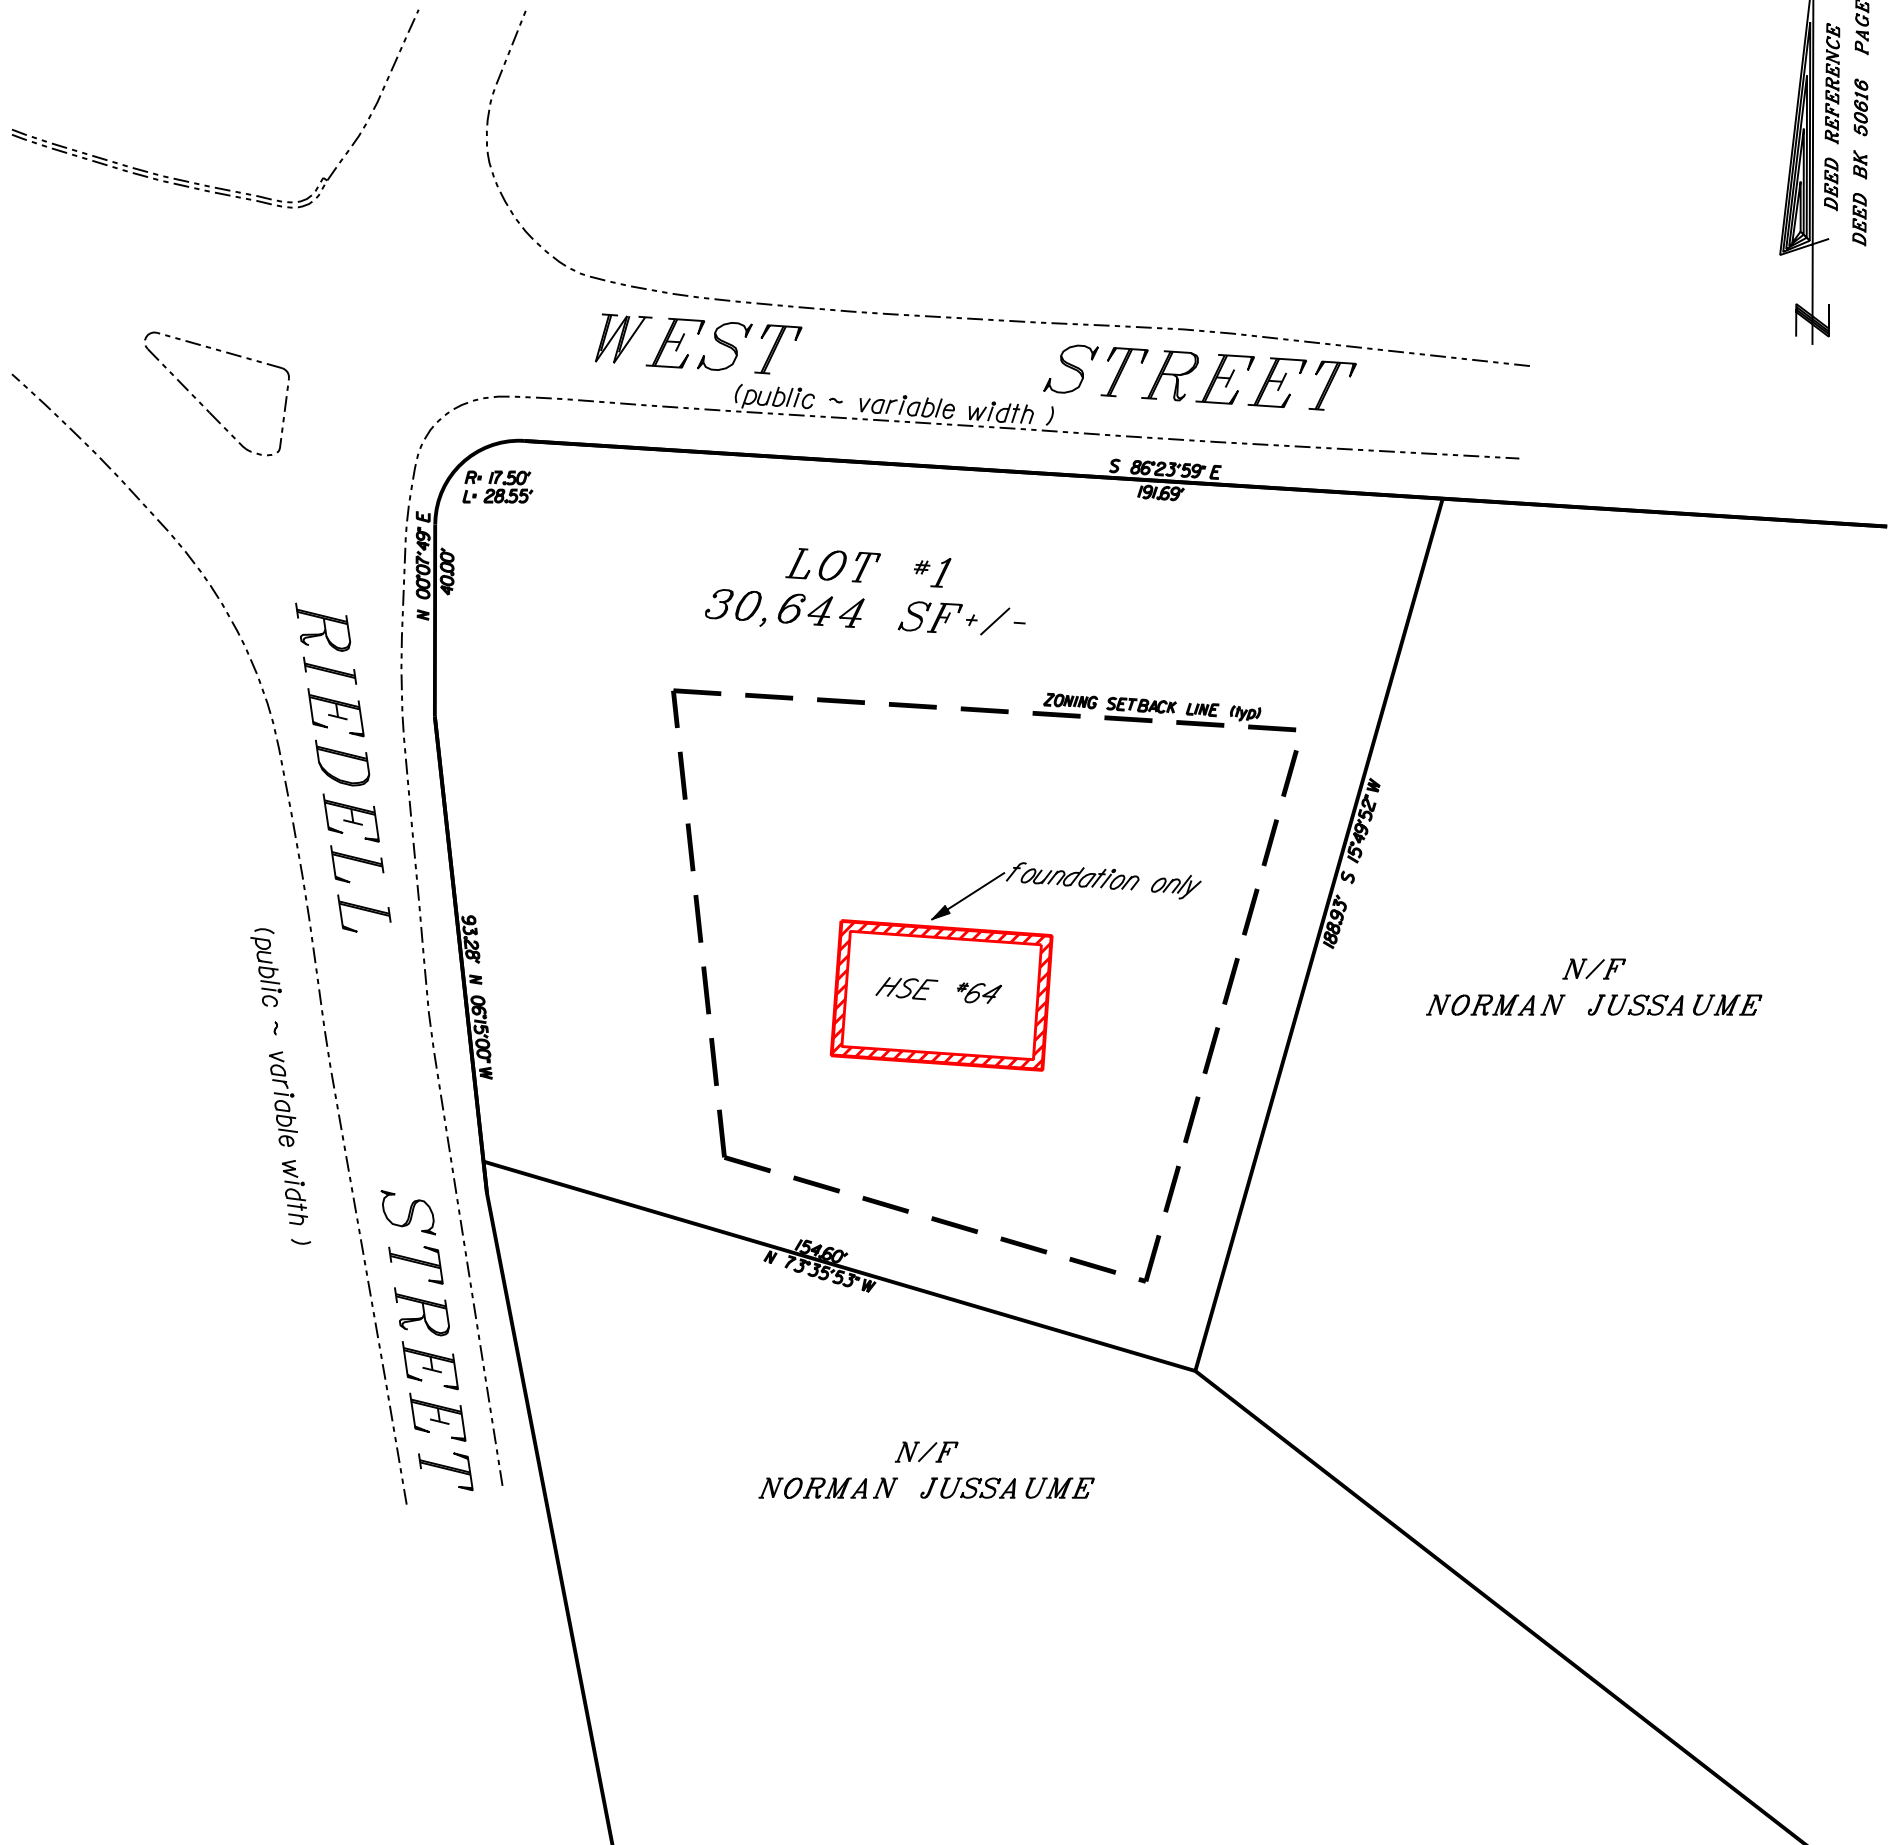 DEED REFERENCE
DEED BK 50616 PAGE
N
WEST STREET
(public ~ variable width )
S 86°23'59" E
191.69'
R= 17.50'
L= 28.55'
N 00°07'49" E
40.00'
LOT #1
30,644 SF+/-
ZONING SETBACK LINE (typ)
RIEDELL STREET
(public ~ variable width )
93.28' N 06°15'00" W
foundation only
HSE #64
188.93' S 15°49'52" W
N/F
NORMAN JUSSAUME
154.60'
N 73°35'53" W
N/F
NORMAN JUSSAUME